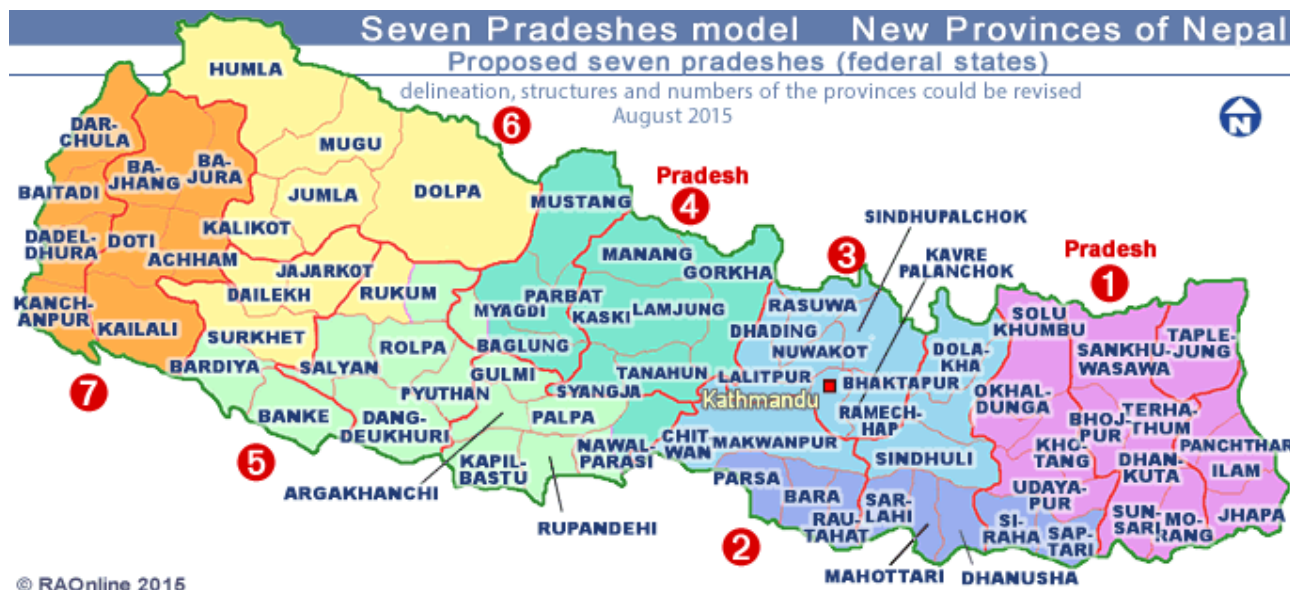 Seven Pradeshes model New Provinces of Nepal
Proposed seven pradeshes (federal states)
delineation, structures and numbers of the provinces could be revised
August 2015
N
HUMLA
6
DAR-
CHULA
MUGU
BA-
JHANG
BA-
JURA
BAITADI
JUMLA
DOLPA
MUSTANG
Pradesh
4
SINDHUPALCHOK
KALIKOT
DADEL-
DHURA
DOTI
ACHHAM
MANANG
3
KAVRE
PALANCHOK
Pradesh
1
JAJARKOT
GORKHA
DAILEKH
RUKUM
KANCH-
ANPUR
KAILALI
PARBAT
MYAGDI
KASKI
LAMJUNG
RASUWA
SOLU
KHUMBU
TAPLE-
JUNG
DHADING
NUWAKOT
DOLA-
KHA
SANKHU-
WASAWA
SURKHET
ROLPA
BAGLUNG
BARDIYA
SALYAN
GULMI
TANAHUN
LALITPUR
BHAKTAPUR
OKHAL-
DUNGA
7
PYUTHAN
SYANGJA
Kathmandu
BHOJ-
PUR
TERHA-
THUM
BANKE
DANG-
DEUKHURI
PALPA
RAMECH-
HAP
PANCHTHAR
CHIT
WAN
MAKWANPUR
KHO-
TANG
NAWAL-
PARASI
SINDHULI
DHAN-
KUTA
ILAM
5
KAPIL-
BASTU
PARSA
UDAYA-
PUR
ARGAKHANCHI
BARA
SAR-
LAHI
SUN-
SARI
MO-
RANG
JHAPA
RUPANDEHI
RAU-
TAHAT
SI-
RAHA
SAP-
TARI
2
MAHOTTARI
DHANUSHA
© RAOnline 2015